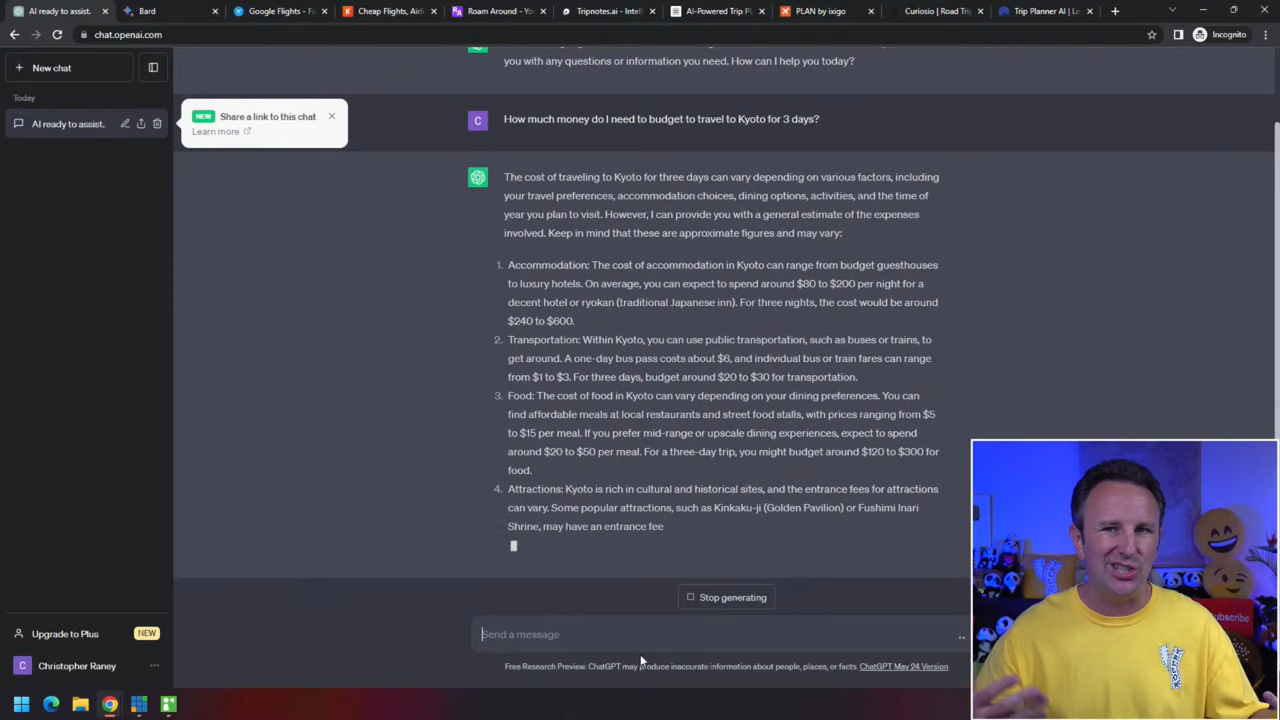 AI ready to assist.
Bard
Google Flights - F
Cheap Flights, Airli
Roam Around - Yo
Tripnotes.ai - Intell
AI-Powered Trip Pl
PLAN by ixigo
Curiosio | Road Trip
Trip Planner AI | Le
chat.openai.com
Incognito
New chat
Today
AI ready to assist.
NEW Share a link to this chat
Learn more
you with any questions or information you need. How can I help you today?
C
How much money do I need to budget to travel to Kyoto for 3 days?
The cost of traveling to Kyoto for three days can vary depending on various factors, including
your travel preferences, accommodation choices, dining options, activities, and the time of
year you plan to visit. However, I can provide you with a general estimate of the expenses
involved. Keep in mind that these are approximate figures and may vary:
1. Accommodation: The cost of accommodation in Kyoto can range from budget guesthouses
to luxury hotels. On average, you can expect to spend around $80 to $200 per night for a
decent hotel or ryokan (traditional Japanese inn). For three nights, the cost would be around
$240 to $600.
2. Transportation: Within Kyoto, you can use public transportation, such as buses or trains, to
get around. A one-day bus pass costs about $6, and individual bus or train fares can range
from $1 to $3. For three days, budget around $20 to $30 for transportation.
3. Food: The cost of food in Kyoto can vary depending on your dining preferences. You can
find affordable meals at local restaurants and street food stalls, with prices ranging from $5
to $15 per meal. If you prefer mid-range or upscale dining experiences, expect to spend
around $20 to $50 per meal. For a three-day trip, you might budget around $120 to $300 for
food.
4. Attractions: Kyoto is rich in cultural and historical sites, and the entrance fees for attractions
can vary. Some popular attractions, such as Kinkaku-ji (Golden Pavilion) or Fushimi Inari
Shrine, may have an entrance fee
Stop generating
Send a message
Free Research Preview. ChatGPT may produce inaccurate information about people, places, or facts. ChatGPT May 24 Version
Upgrade to Plus NEW
C Christopher Raney